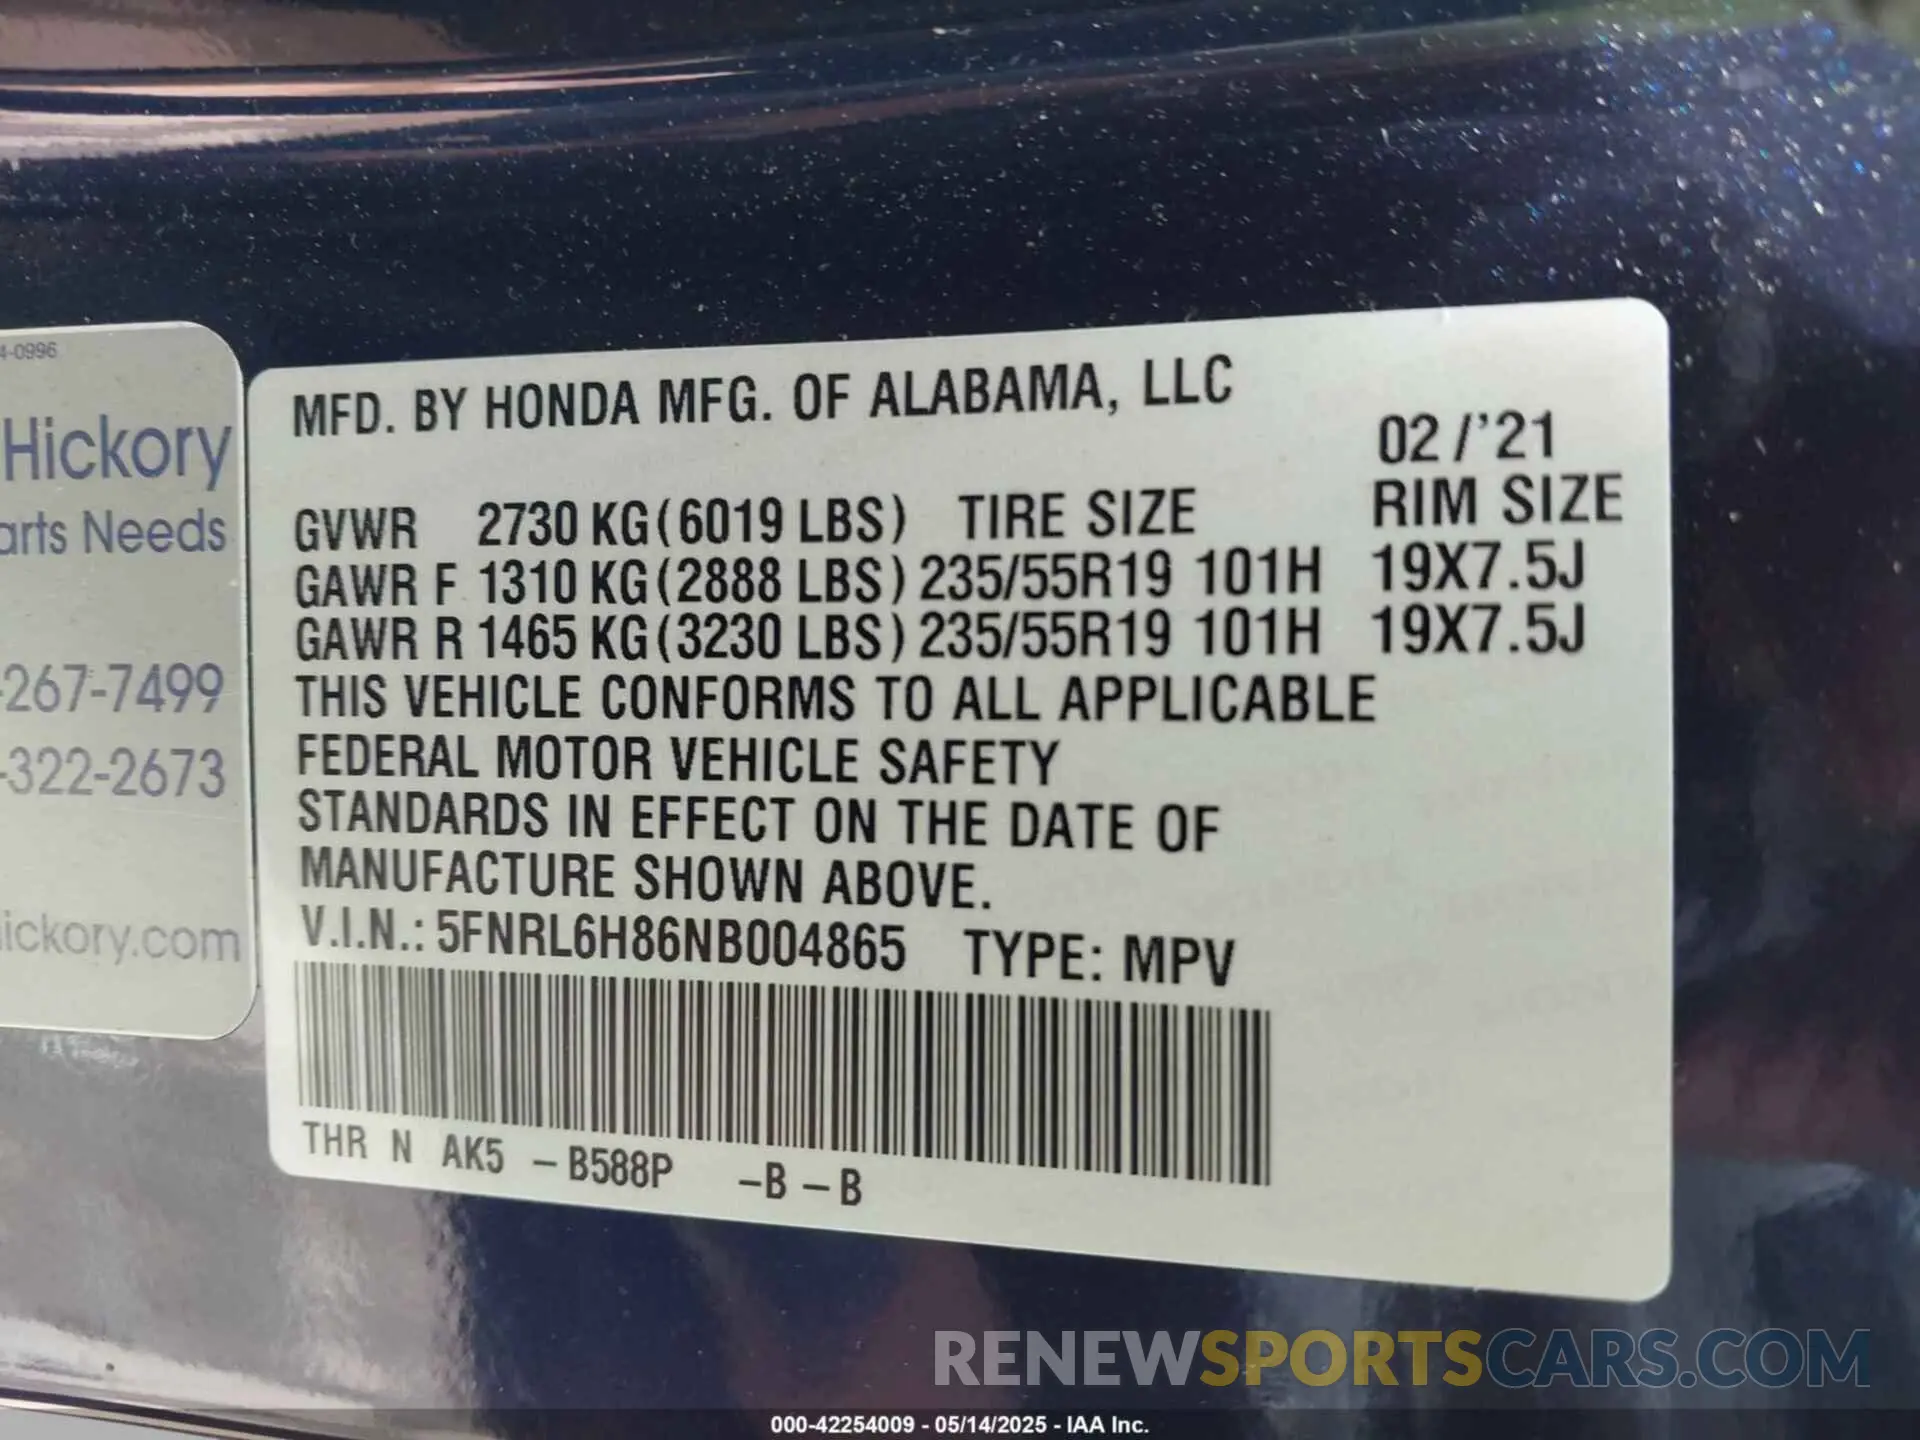 4-0996
Hickory
arts Needs
-267-7499
-322-2673
ickory.com
MFD. BY HONDA MFG. OF ALABAMA, LLC
02 /'21
GVWR 2730 KG (6019 LBS) TIRE SIZE RIM SIZE
GAWR F 1310 KG (2888 LBS) 235/55R19 101H 19X7.5J
GAWR R 1465 KG (3230 LBS) 235/55R19 101H 19X7.5J
THIS VEHICLE CONFORMS TO ALL APPLICABLE
FEDERAL MOTOR VEHICLE SAFETY
STANDARDS IN EFFECT ON THE DATE OF
MANUFACTURE SHOWN ABOVE.
V.I.N.: 5FNRL6H86NB004865 TYPE: MPV
THR N AK5 – B588P –B – B
RENEWSPORTSCARS.COM
000-42254009 - 05/14/2025 - IAA Inc.